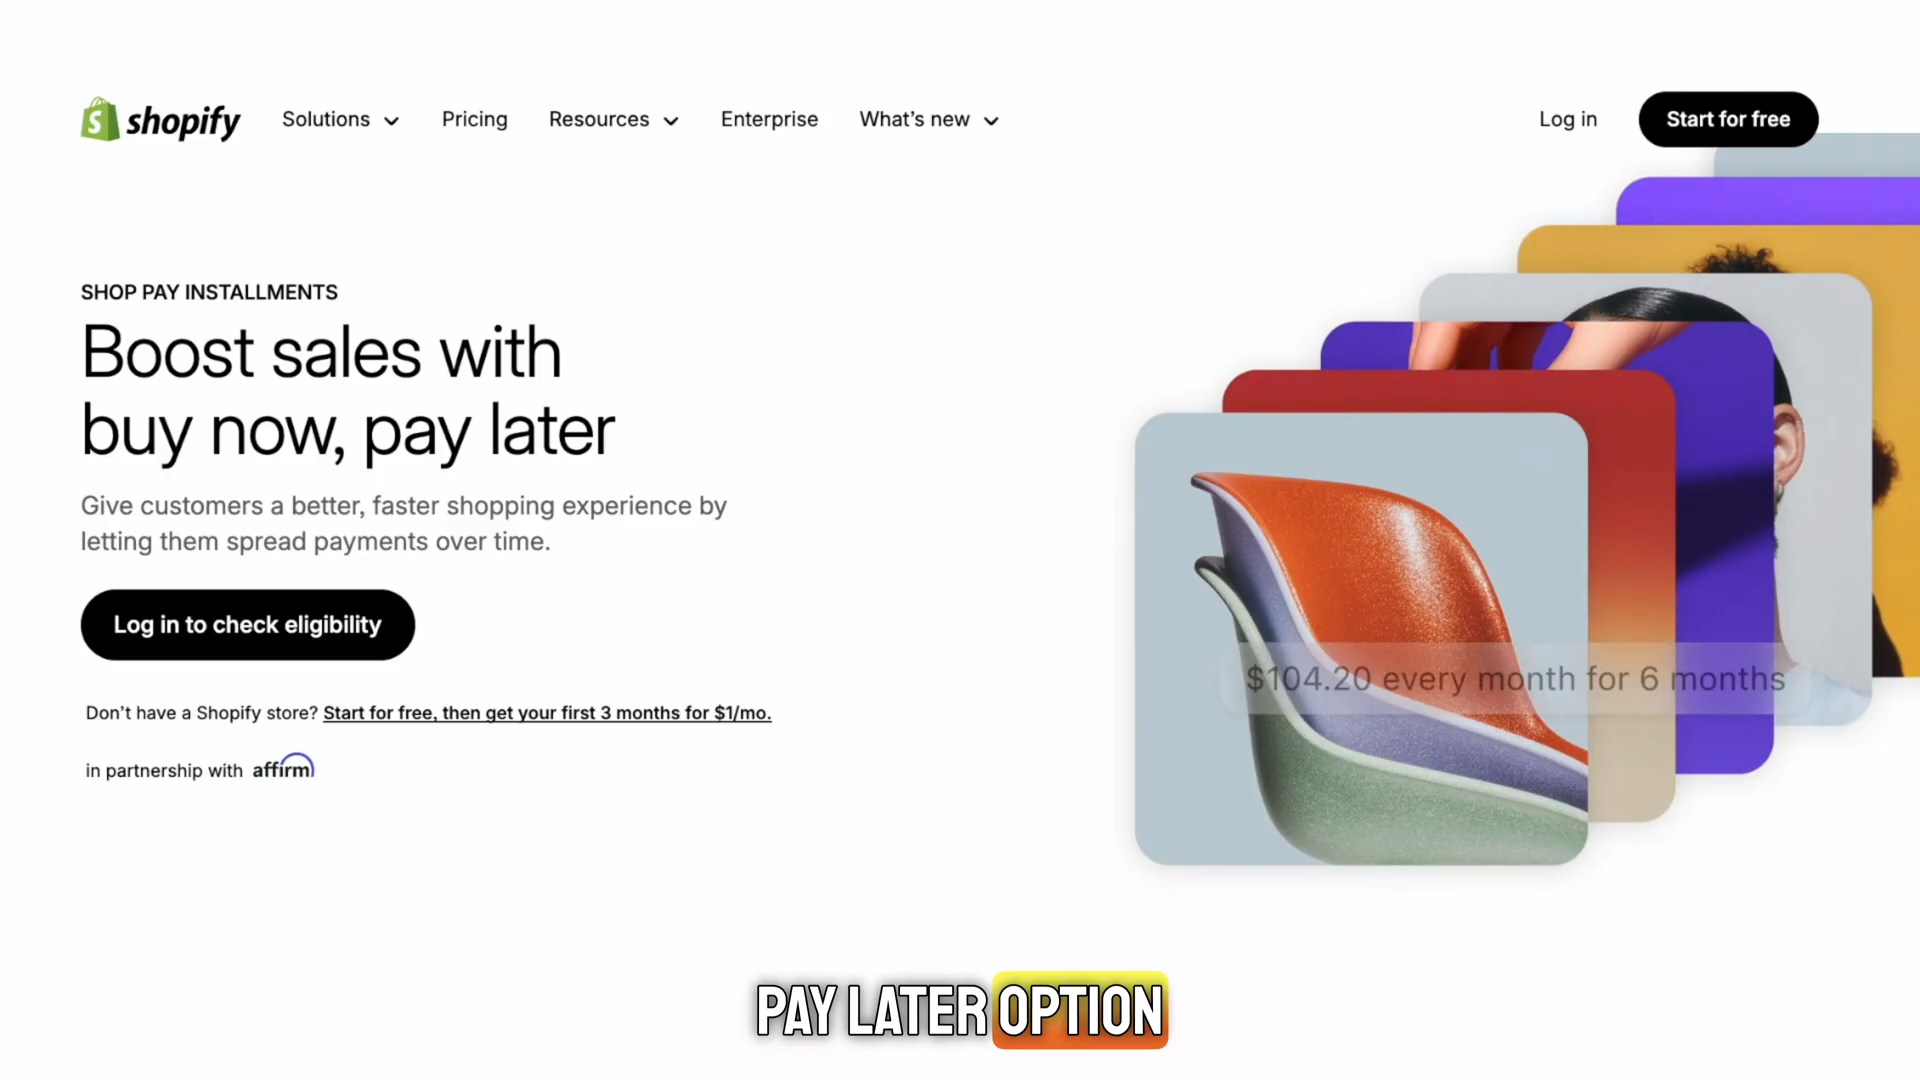 shopify Solutions Pricing Resources Enterprise What's new Log in Start for free
SHOP PAY INSTALLMENTS
Boost sales with
buy now, pay later
Give customers a better, faster shopping experience by
letting them spread payments over time.
Log in to check eligibility
Don't have a Shopify store? Start for free, then get your first 3 months for $1/mo.
in partnership with affirm
$104.20 every month for 6 months
PAY LATER OPTION